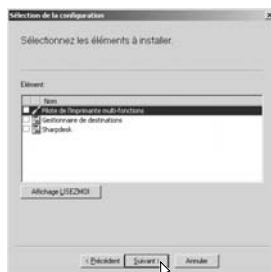 Sélection de la configuration
Sélectionnez les éléments à installer.
Elément:
Nom
Pilote de l'imprimante multi-fonctions
Gestionnaire de destinations
Sharpdesk
Affichage LISEZMOI
< Précédent
Suivant >
Annuler